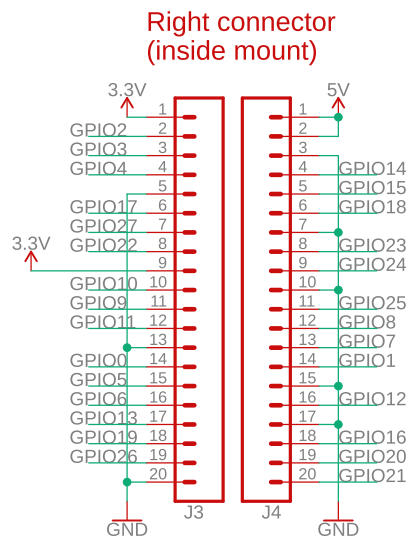 Right connector
(inside mount)
3.3V 5V
1 1
GPIO2 2 2
GPIO3 3 3
GPIO4 4 4 GPIO14
5 5 GPIO15
GPIO17 6 6 GPIO18
GPIO27 7 7
GPIO22 8 8 GPIO23
3.3V 9 9 GPIO24
GPIO10 10 10
GPIO9 11 11 GPIO25
GPIO11 12 12 GPIO8
13 13 GPIO7
GPIO0 14 14 GPIO1
GPIO5 15 15
GPIO6 16 16 GPIO12
GPIO13 17 17
GPIO19 18 18 GPIO16
GPIO26 19 19 GPIO20
20 20 GPIO21
J3 J4
GND GND